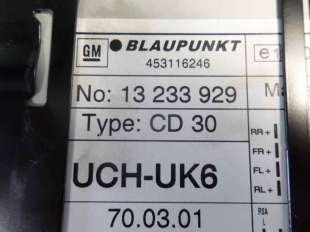 GM BLAUPUNKT
453116246
e1
No: 13 233 929
Type: CD 30
RR+
FR+
FL+
RL+
UCH-UK6
70.03.01